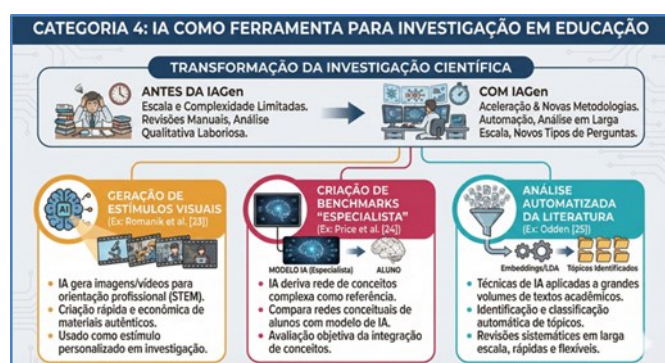 CATEGORIA 4: IA COMO FERRAMENTA PARA INVESTIGAÇÃO EM EDUCAÇÃO
TRANSFORMAÇÃO DA INVESTIGAÇÃO CIENTÍFICA
ANTES DA IAGen
Escala e Complexidade Limitadas.
Revisões Manuais, Análise
Qualitativa Laboriosa.
COM IAGen
Aceleração & Novas Metodologias.
Automação, Análise em Larga
Escala, Novos Tipos de Perguntas.
GERAÇÃO DE
ESTÍMULOS VISUAIS
(Ex: Romanik et al. [23])
AI
• IA gera imagens/vídeos para
orientação profissional (STEM).
• Criação rápida e econômica de
materiais autênticos.
• Usado como estímulo
personalizado em investigação.
CRIAÇÃO DE
BENCHMARKS
"ESPECIALISTA"
(Ex: Price et al. [24])
MODELO IA (Especialista)
ALUNO
• IA deriva rede de conceitos
complexa como referência.
• Compara redes conceituais de
alunos com modelo de IA.
• Avaliação objetiva da integração
de conceitos.
ANÁLISE
AUTOMATIZADA
DA LITERATURA
(Ex: Odden [25])
Embeddings/LDA
Tópicos Identificados
• Técnicas de IA aplicadas a grandes
volumes de textos acadêmicos.
• Identificação e classificação
automática de tópicos.
• Revisões sistemáticas em larga
escala, rápidas e flexíveis.